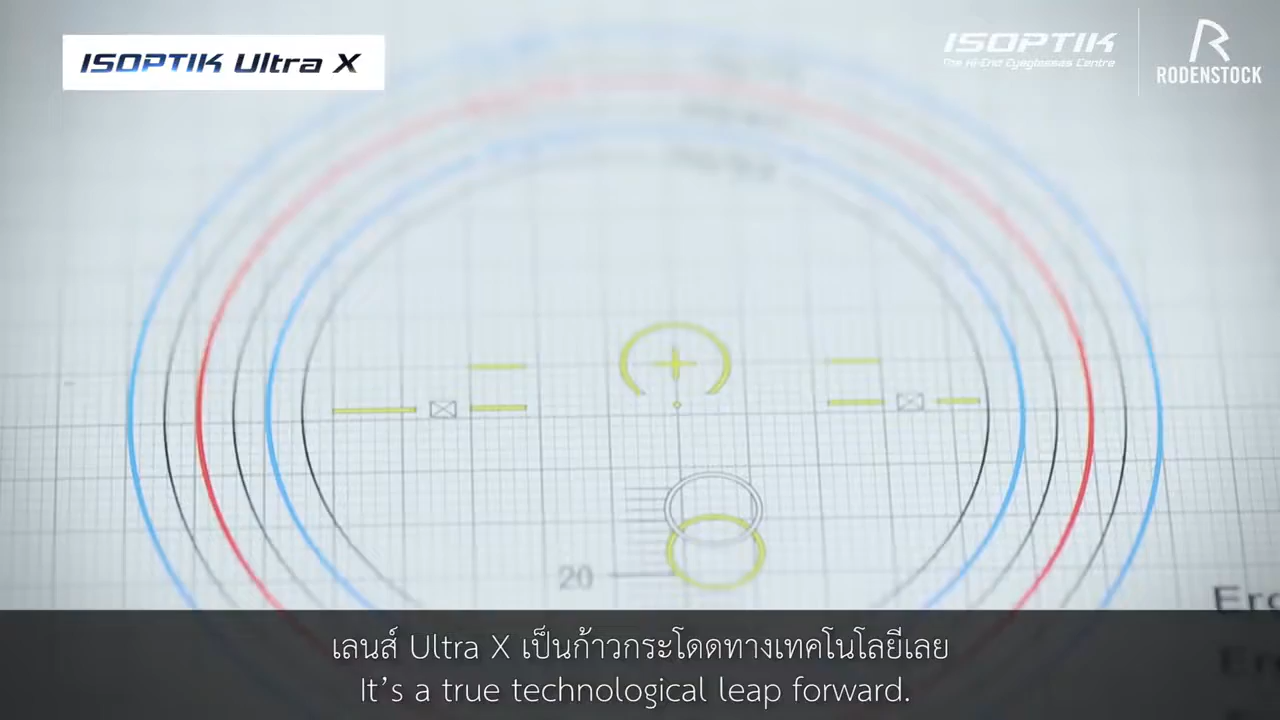 ISOPTIK Ultra X
ISOPTIK
The Hi-End Eyeglasses Centre
RODENSTOCK
20
เลนส์ Ultra X เป็นก้าวกระโดดทางเทคโนโลยีเลย
It’s a true technological leap forward.